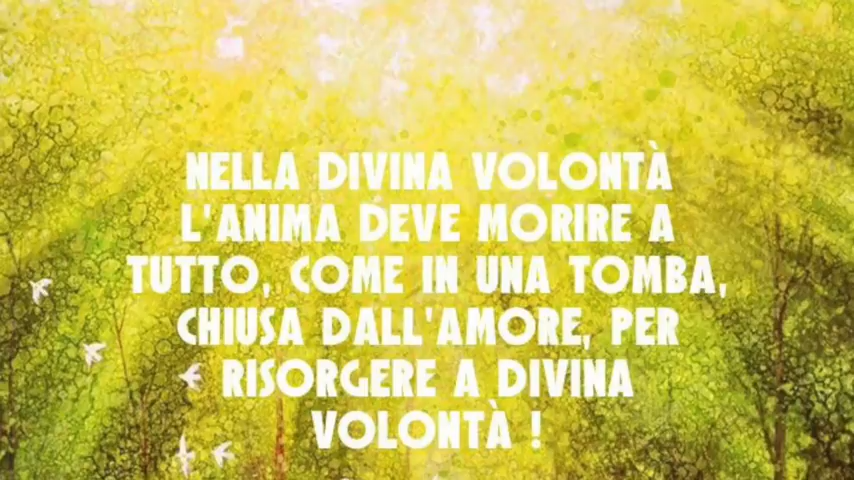 NELLA DIVINA VOLONTÀ
L'ANIMA DEVE MORIRE A
TUTTO, COME IN UNA TOMBA,
CHIUSA DALL'AMORE, PER
RISORGERE A DIVINA
VOLONTÀ !